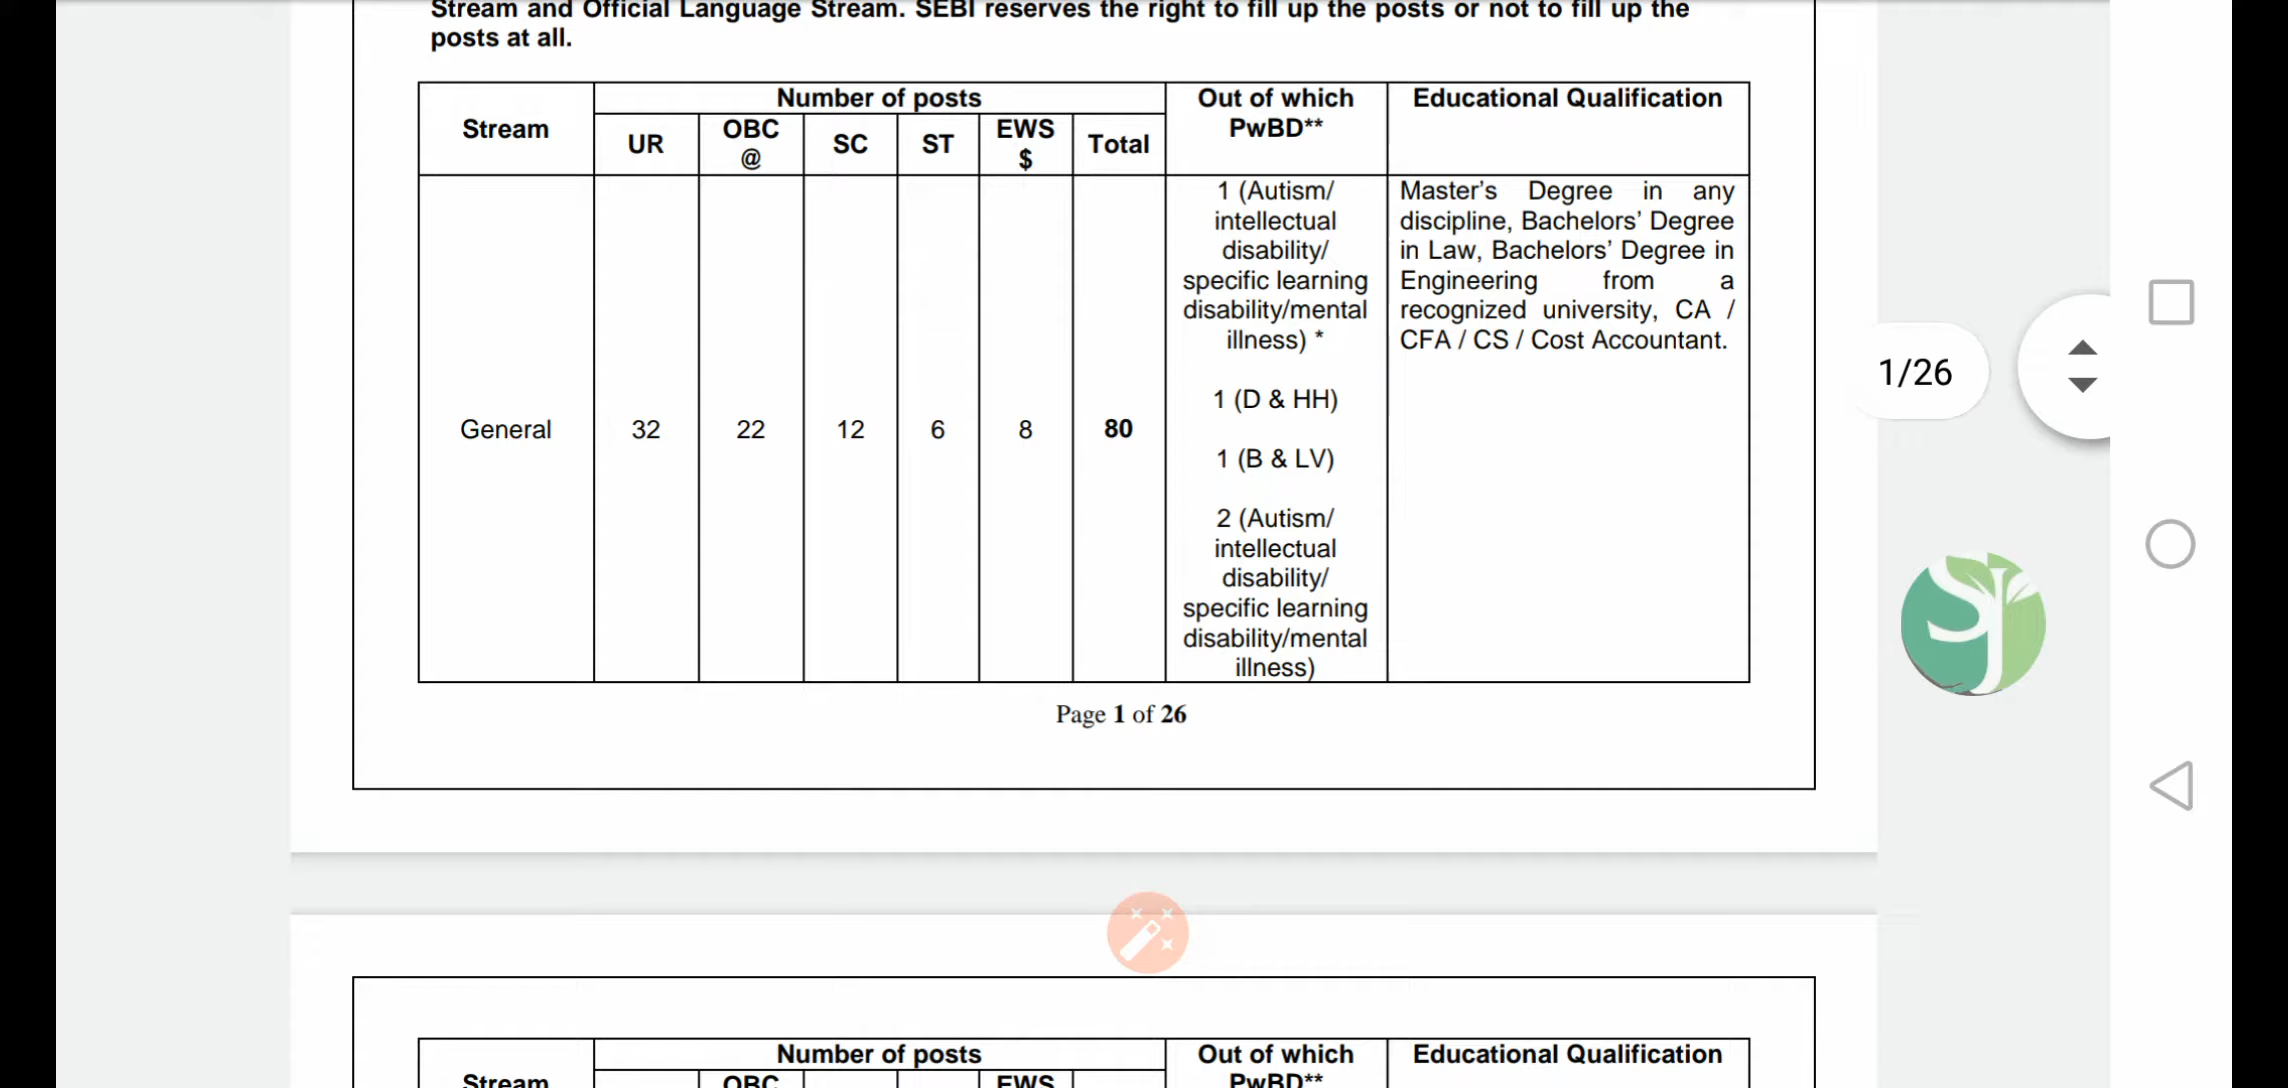 Stream and Official Language Stream. SEBI reserves the right to fill up the posts or not to fill up the
posts at all.
Stream
Number of posts
Out of which
PwBD**
Educational Qualification
UR
OBC
@
SC
ST
EWS
$
Total
General
32
22
12
6
8
80
1 (Autism/
intellectual
disability/
specific learning
disability/mental
illness) *
1 (D & HH)
1 (B & LV)
2 (Autism/
intellectual
disability/
specific learning
disability/mental
illness)
Master's Degree in any
discipline, Bachelors' Degree
in Law, Bachelors' Degree in
Engineering from a
recognized university, CA /
CFA / CS / Cost Accountant.
1/26
Page 1 of 26
Stream
Number of posts
Out of which
PwBD**
Educational Qualification
OBC
EWS